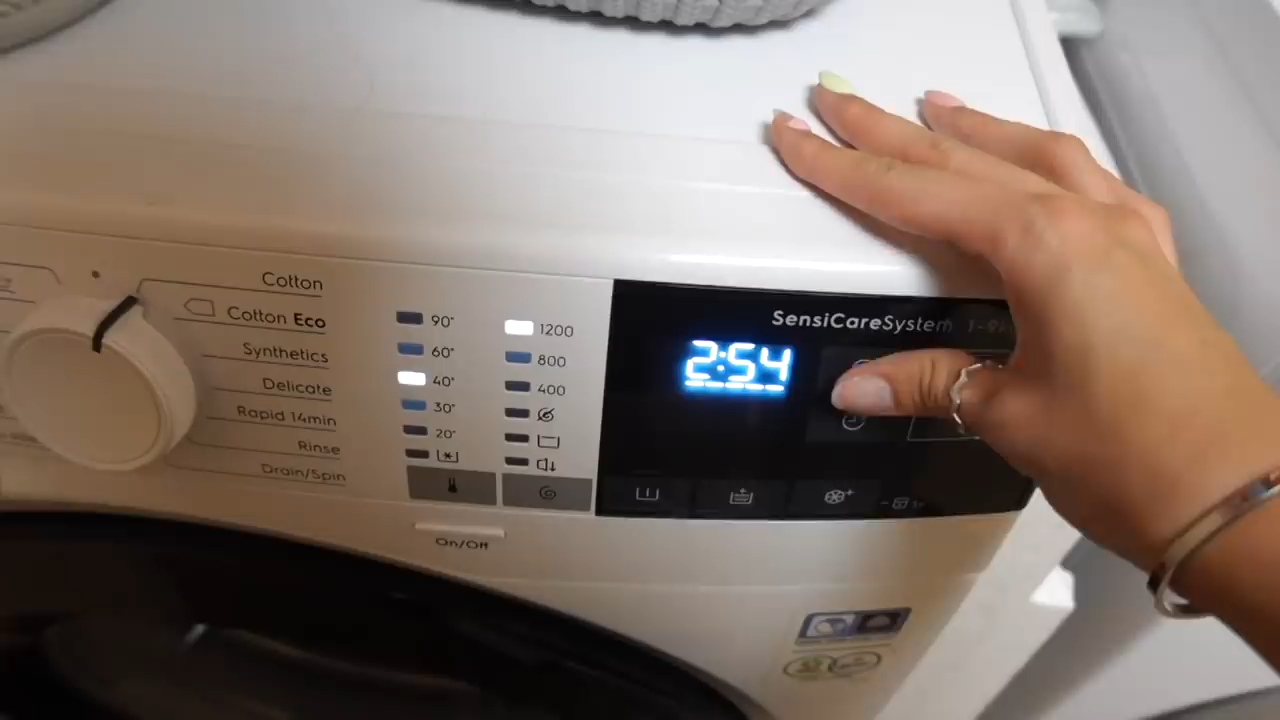 Cotton
Cotton Eco
Synthetics
Delicate
Rapid 14min
Rinse
Drain/Spin
90°
60°
40°
30°
20°
1200
800
400
On/Off
SensiCareSystem
2:54